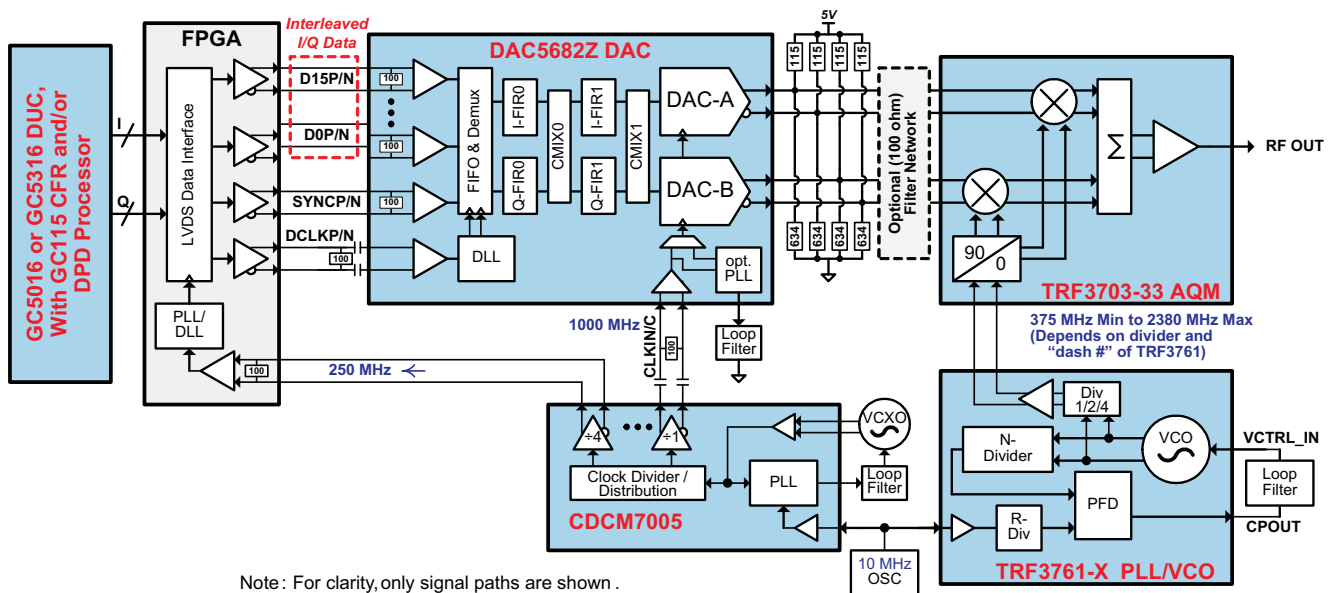 GC5016 or GC5316 DUC,
With GC115 CFR and/or
DPD Processor
I
Q
FPGA
LVDS Data Interface
PLL/
DLL
100
250 MHz
Interleaved
I/Q Data
D15P/N
D0P/N
SYNCP/N
DCLKP/N
100
100
100
100
DAC5682Z DAC
FIFO & Demux
I-FIR0
Q-FIR0
CMIX0
I-FIR1
Q-FIR1
CMIX1
DAC-A
DAC-B
DLL
opt.
PLL
Loop
Filter
1000 MHz
CLKIN/C
100
5V
115
115
115
115
634
634
634
634
Optional (100 ohm)
Filter Network
Σ
RF OUT
90
0
TRF3703-33 AQM
375 MHz Min to 2380 MHz Max
(Depends on divider and
"dash #" of TRF3761)
÷4
÷1
Clock Divider /
Distribution
PLL
VCXO
Loop
Filter
CDCM7005
10 MHz
OSC
Div
1/2/4
N-
Divider
VCO
PFD
R-
Div
VCTRL_IN
Loop
Filter
CPOUT
TRF3761-X PLL/VCO
Note: For clarity, only signal paths are shown .